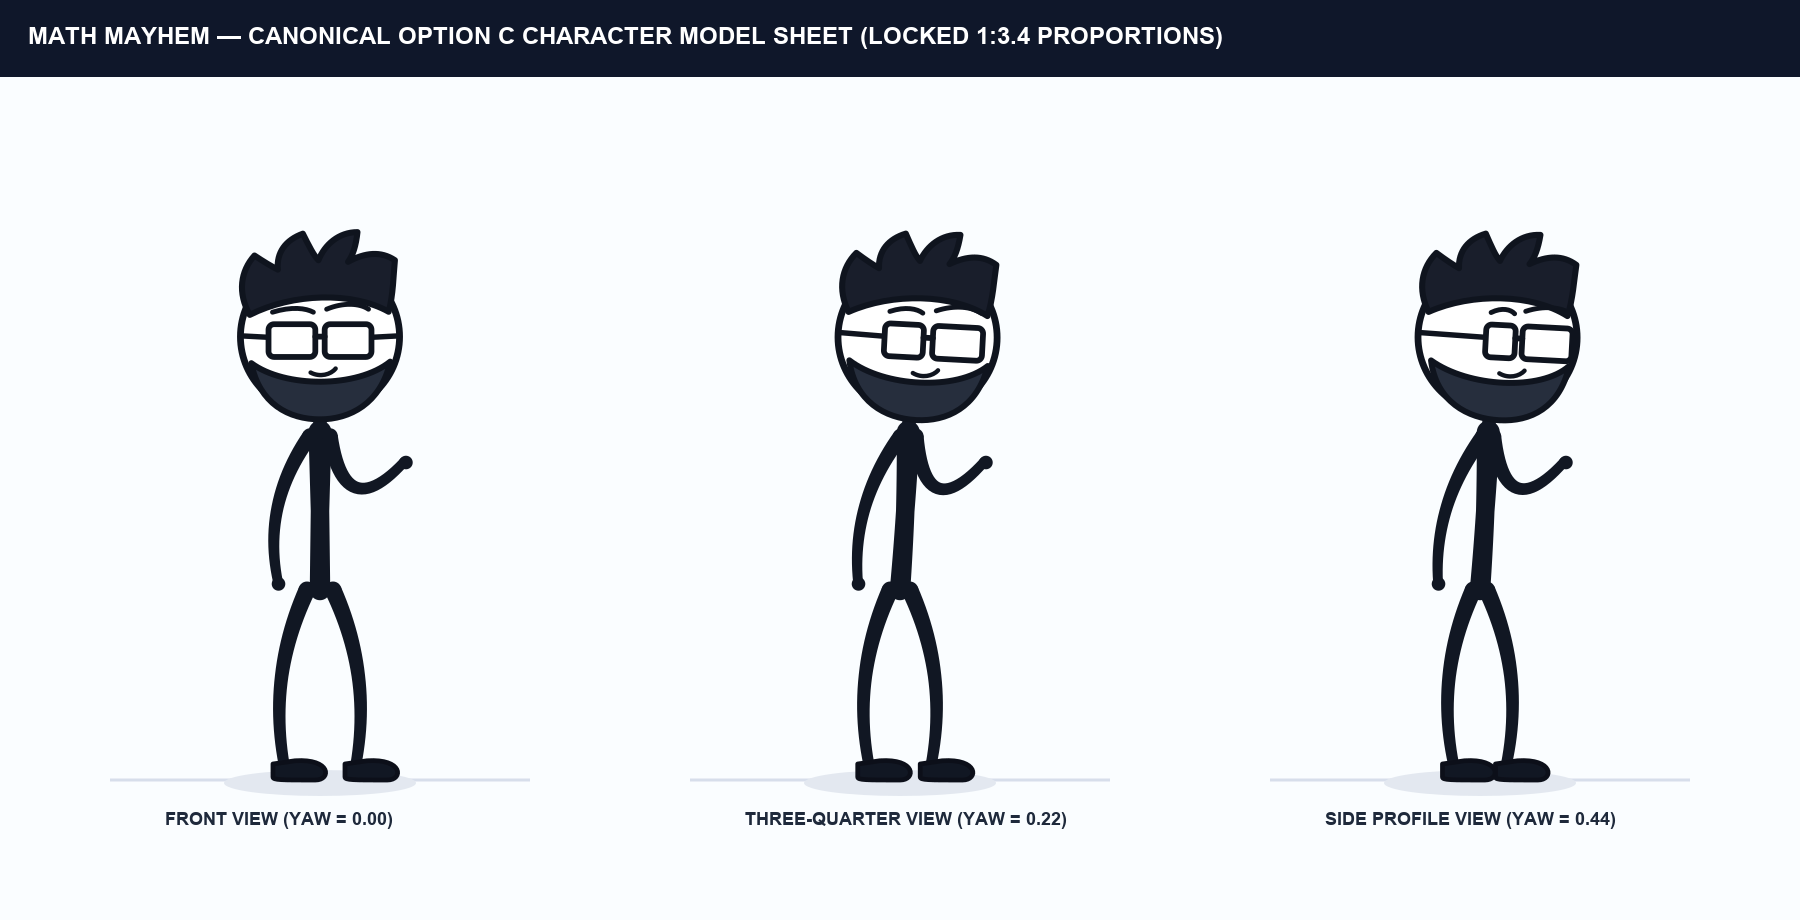 MATH MAYHEM — CANONICAL OPTION C CHARACTER MODEL SHEET (LOCKED 1:3.4 PROPORTIONS)
FRONT VIEW (YAW = 0.00)
THREE-QUARTER VIEW (YAW = 0.22)
SIDE PROFILE VIEW (YAW = 0.44)